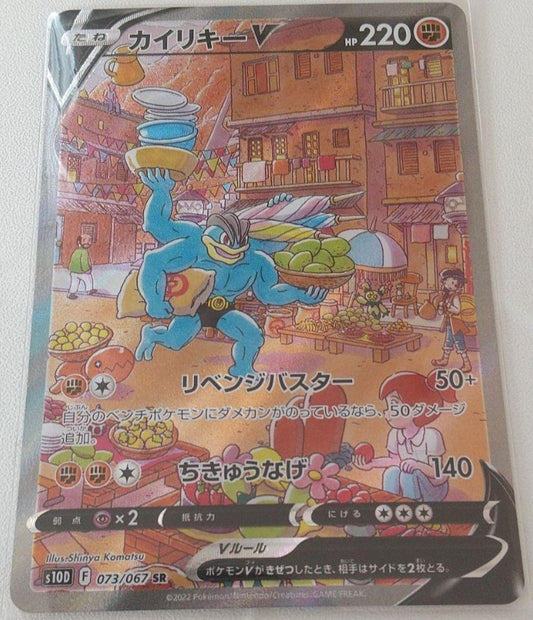 たね カイリキーV HP 220
リベンジバスター 50+
自分のベンチポケモンにダメカンがのっているなら、50ダメージ
追加。
ちきゅうなげ 140
弱点 ×2 抵抗力 にげる
Vルール
Illus. Shinya Komatsu
ポケモンVがきぜつしたとき、相手はサイドを2枚とる。
s10D F 073/067 SR
©2022 Pokémon/Nintendo/Creatures/GAME FREAK.